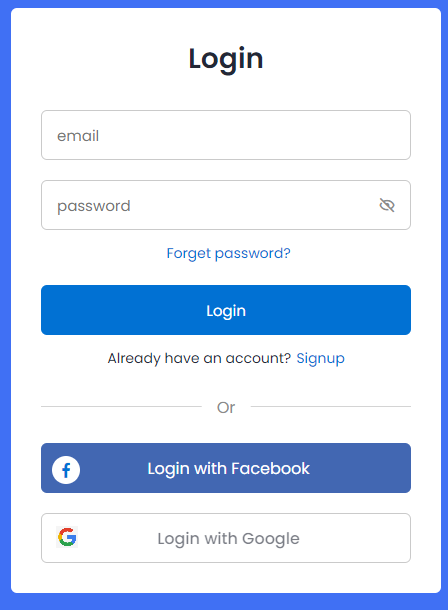 Login
email
password
Forget password?
Login
Already have an account? Signup
Or
Login with Facebook
Login with Google